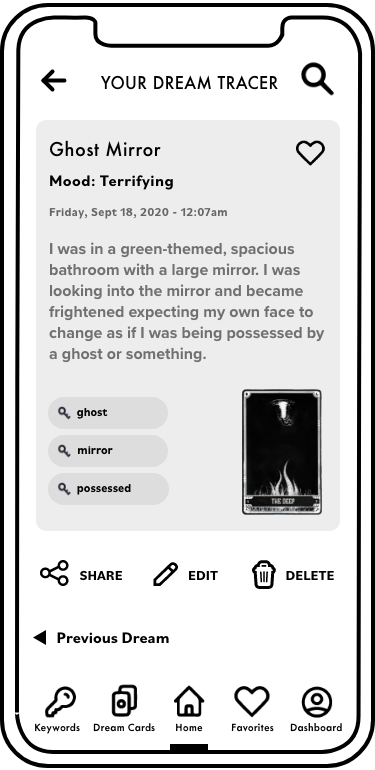 YOUR DREAM TRACER
Ghost Mirror
Mood: Terrifying
Friday, Sept 18, 2020 - 12:07am
I was in a green-themed, spacious
bathroom with a large mirror. I was
looking into the mirror and became
frightened expecting my own face to
change as if I was being possessed by
a ghost or something.
ghost
mirror
possessed
THE DEEP
SHARE EDIT DELETE
Previous Dream
Keywords Dream Cards Home Favorites Dashboard